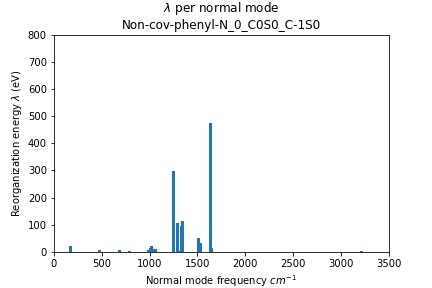 λ per normal mode
Non-cov-phenyl-N_0_C0S0_C-1S0
Reorganization energy λ (eV)
800
700
600
500
400
300
200
100
0
0 500 1000 1500 2000 2500 3000 3500
Normal mode frequency cm⁻¹